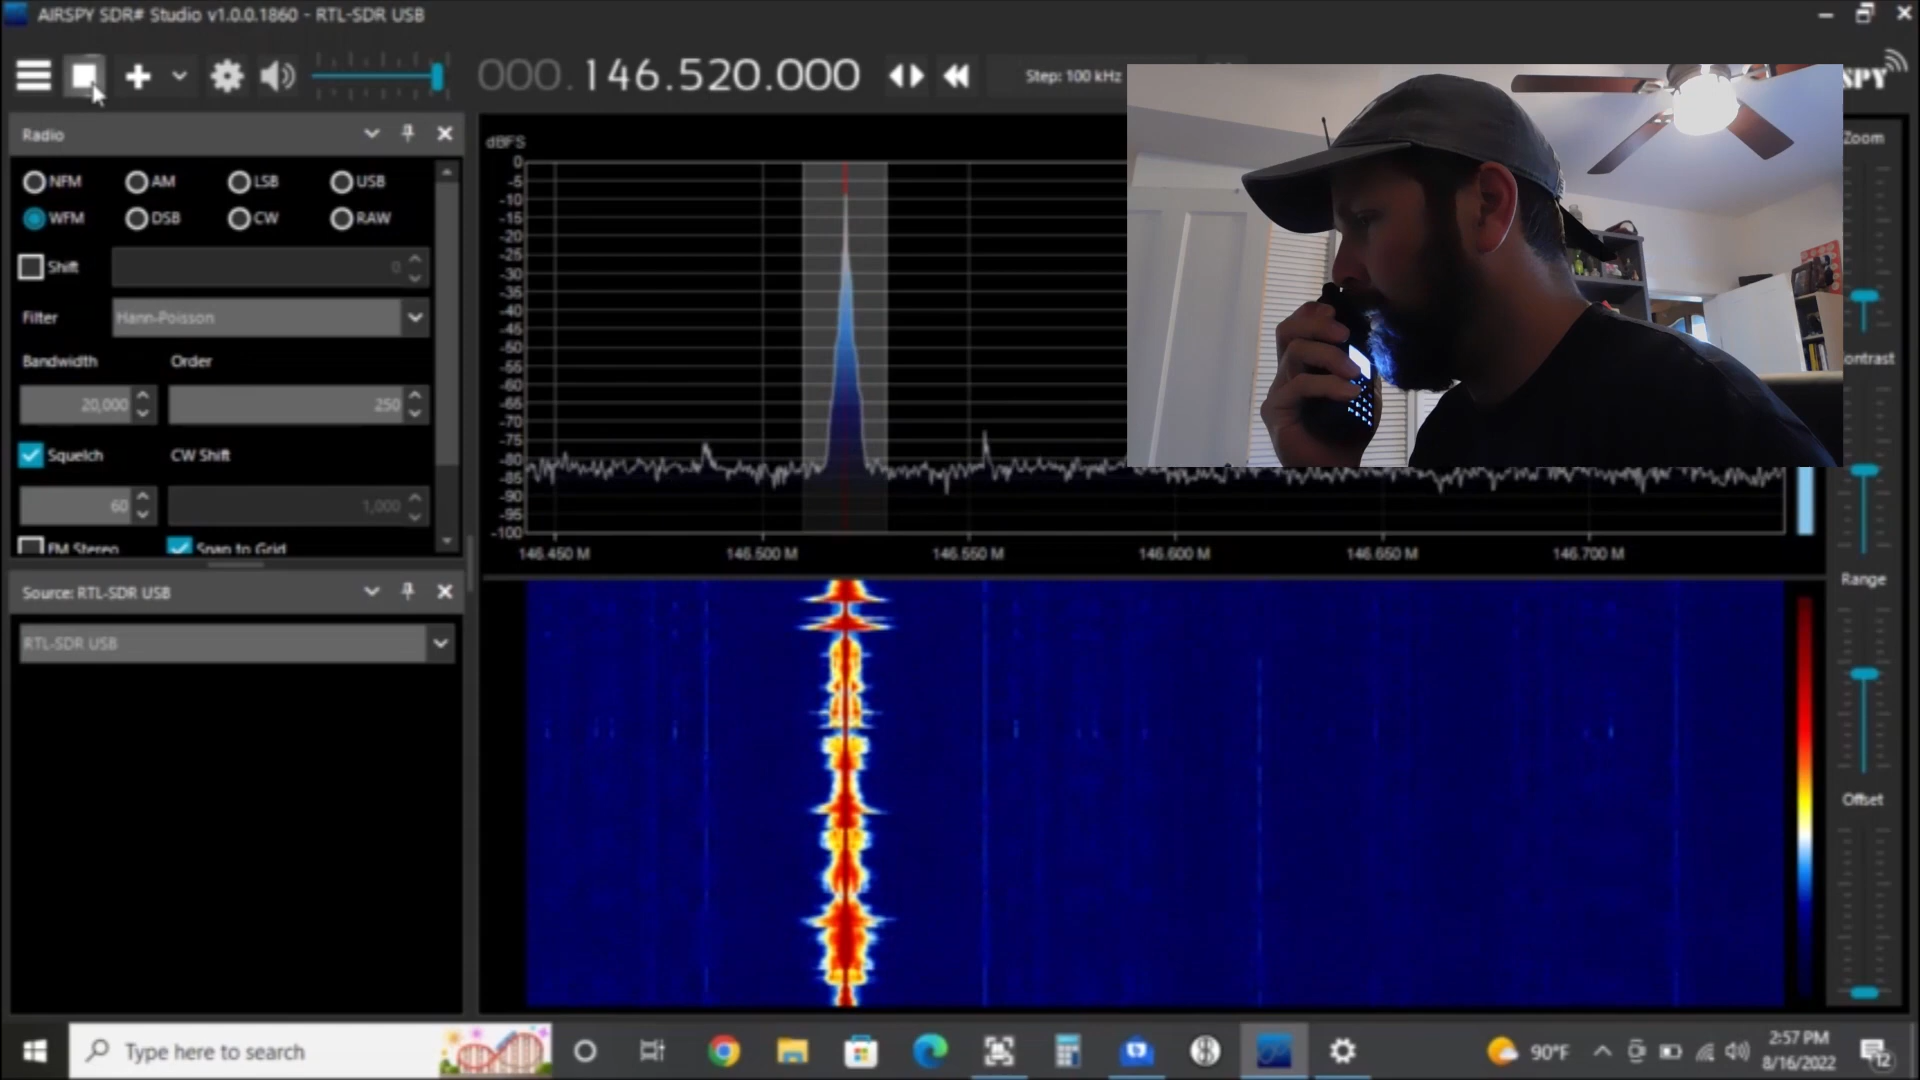 AIRSPY SDR# Studio v1.0.0.1860 - RTL-SDR USB
000.146.520.000
Step: 100 kHz
SPY
Radio
NFM AM LSB USB
WFM DSB CW RAW
Shift 0
Filter Hann-Poisson
Bandwidth Order
20,000 250
Squelch CW Shift
60 1,000
FM Stereo Snap to Grid
Source: RTL-SDR USB
RTL-SDR USB
dBFS
0
-5
-10
-15
-20
-25
-30
-35
-40
-45
-50
-55
-60
-65
-70
-75
-80
-85
-90
-95
-100
146.450 M 146.500 M 146.550 M 146.600 M 146.650 M 146.700 M
Zoom
ontrast
Range
Offset
Type here to search
90°F
2:57 PM
8/16/2022
12